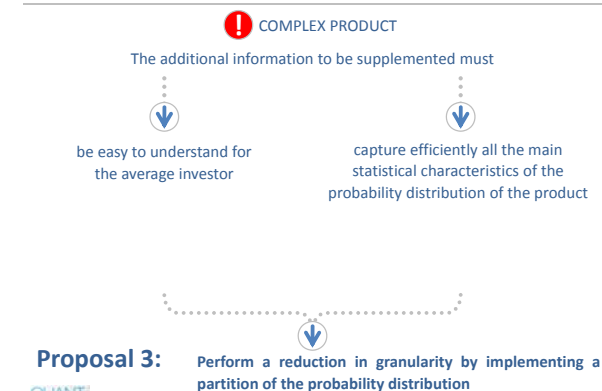 ! COMPLEX PRODUCT
The additional information to be supplemented must
be easy to understand for
the average investor
capture efficiently all the main
statistical characteristics of the
probability distribution of the product
Proposal 3:
Perform a reduction in granularity by implementing a
partition of the probability distribution